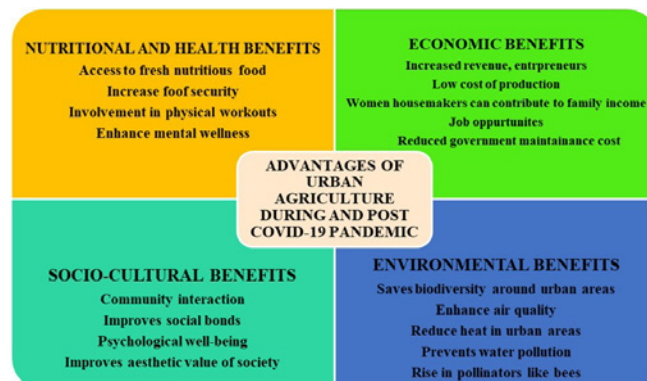 NUTRITIONAL AND HEALTH BENEFITS
Access to fresh nutritious food
Increase foof security
Involvement in physical workouts
Enhance mental wellness
ECONOMIC BENEFITS
Increased revenue, entrpreneurs
Low cost of production
Women housemakers can contribute to family income
Job oppurtunites
Reduced government maintainance cost
ADVANTAGES OF
URBAN
AGRICULTURE
DURING AND POST
COVID-19 PANDEMIC
SOCIO-CULTURAL BENEFITS
Community interaction
Improves social bonds
Psychological well-being
Improves aesthetic value of society
ENVIRONMENTAL BENEFITS
Saves biodiversity around urban areas
Enhance air quality
Reduce heat in urban areas
Prevents water pollution
Rise in pollinators like bees